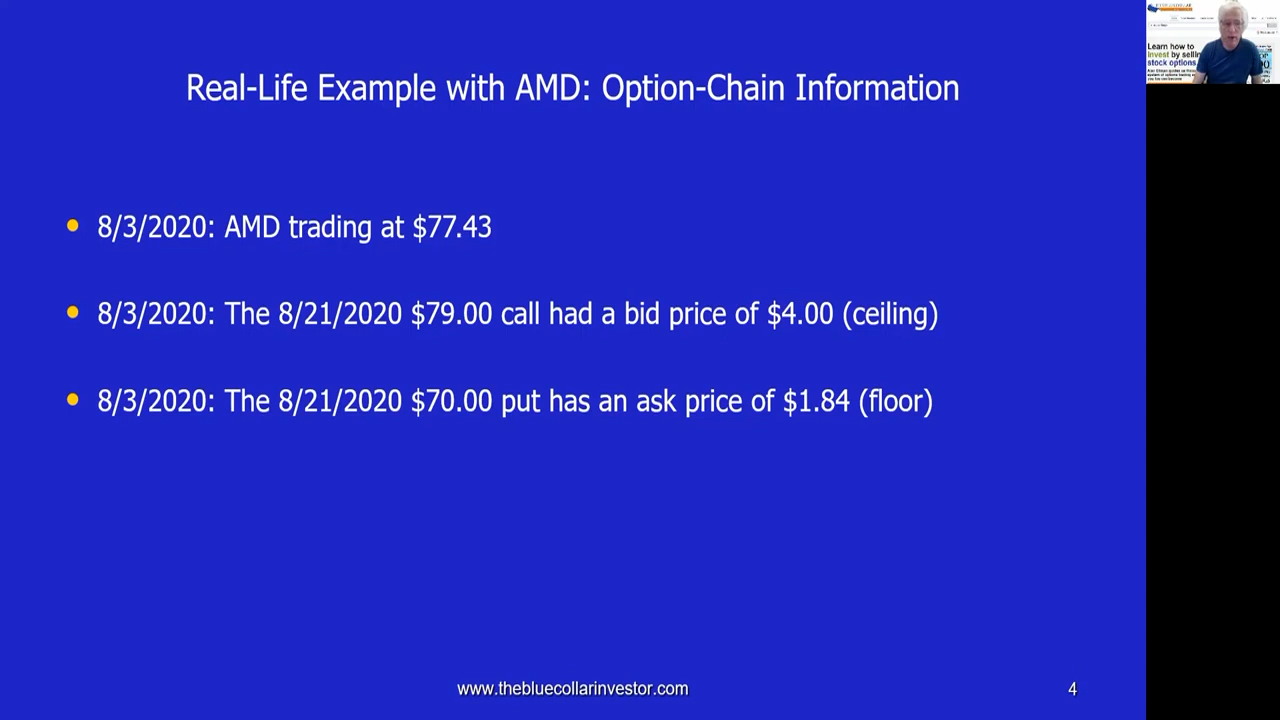 Real-Life Example with AMD: Option-Chain Information
• 8/3/2020: AMD trading at $77.43
• 8/3/2020: The 8/21/2020 $79.00 call had a bid price of $4.00 (ceiling)
• 8/3/2020: The 8/21/2020 $70.00 put has an ask price of $1.84 (floor)
www.thebluecollarinvestor.com
4
Learn how to
Invest by sellin
stock options.